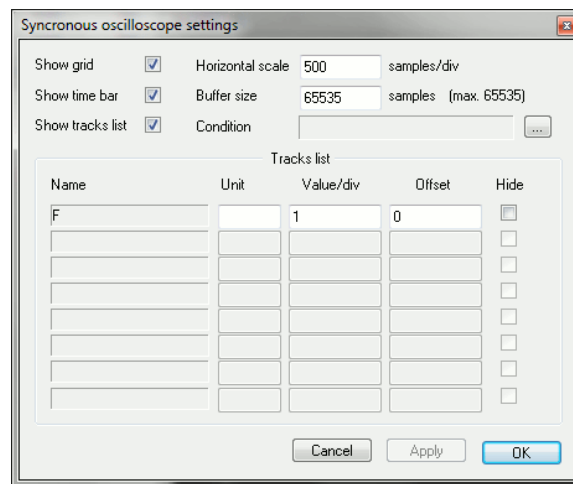 Syncronous oscilloscope settings
Show grid Horizontal scale 500 samples/div
Show time bar Buffer size 65535 samples (max. 65535)
Show tracks list Condition ...
Tracks list
Name Unit Value/div Offset Hide
F 1 0
Cancel Apply OK